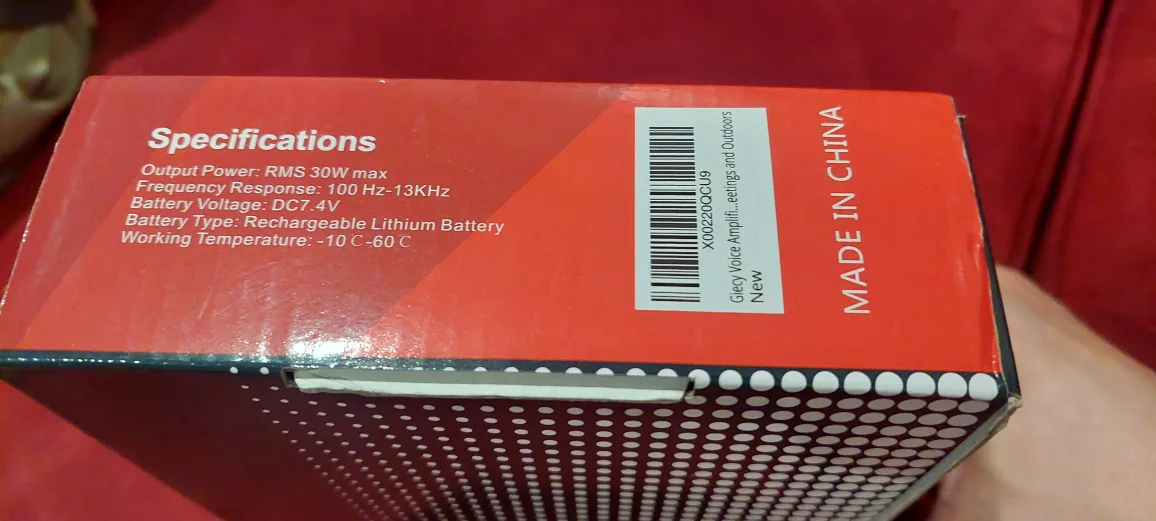 Specifications
Output Power: RMS 30W max
Frequency Response: 100 Hz-13KHz
Battery Voltage: DC7.4V
Battery Type: Rechargeable Lithium Battery
Working Temperature: -10℃-60℃
X00220QCU9
Giecy Voice Amplifi...eetings and Outdoors
New
MADE IN CHINA